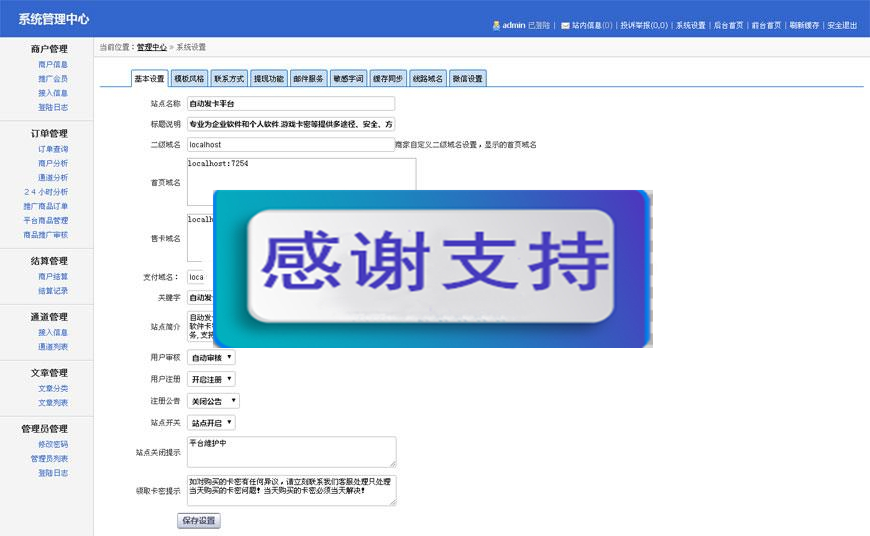 系统管理中心
admin 已登陆 | 站内信息(0) | 投诉举报(0,0) | 系统设置 | 后台首页 | 前台首页 | 刷新缓存 | 安全退出
商户管理
商户信息
推广会员
接入信息
登陆日志
订单管理
订单查询
商户分析
通道分析
24小时分析
推广商品订单
平台商品管理
商品推广审核
结算管理
商户结算
结算记录
通道管理
接入信息
通道列表
文章管理
文章分类
文章列表
管理员管理
修改密码
管理员列表
登陆日志
当前位置：管理中心 > 系统设置
基本设置 模板风格 联系方式 提现功能 邮件服务 敏感字词 缓存同步 线路域名 微信设置
站点名称 自动发卡平台
标题说明 专业为企业软件和个人软件.游戏卡密等提供多途径、安全、方
二级域名 localhost 商家自定义二级域名设置，显示的首页域名
首页域名 localhost:7254
售卡域名 localh
支付域名： loca
关键字 自动发
站点简介 自动发
软件卡
务,支持
感谢支持
用户审核 自动审核
用户注册 开启注册
注册公告 关闭公告
站点开关 站点开启
站点关闭提示 平台维护中
领取卡密提示 如对购买的卡密有任何异议，请立刻联系我们客服处理只处理
当天购买的卡密问题！当天购买的卡密必须当天解决！
保存设置